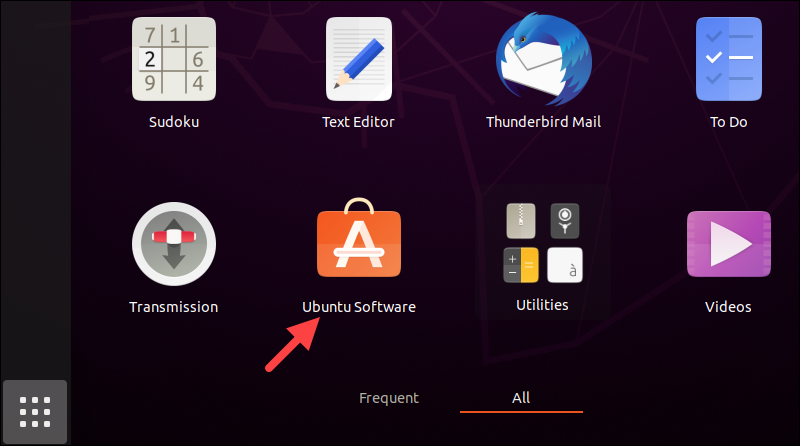 7 1
2 6
9 4
Sudoku
Text Editor
Thunderbird Mail
To Do
A
+
−
=
à
Transmission
Ubuntu Software
Utilities
Videos
Frequent
All